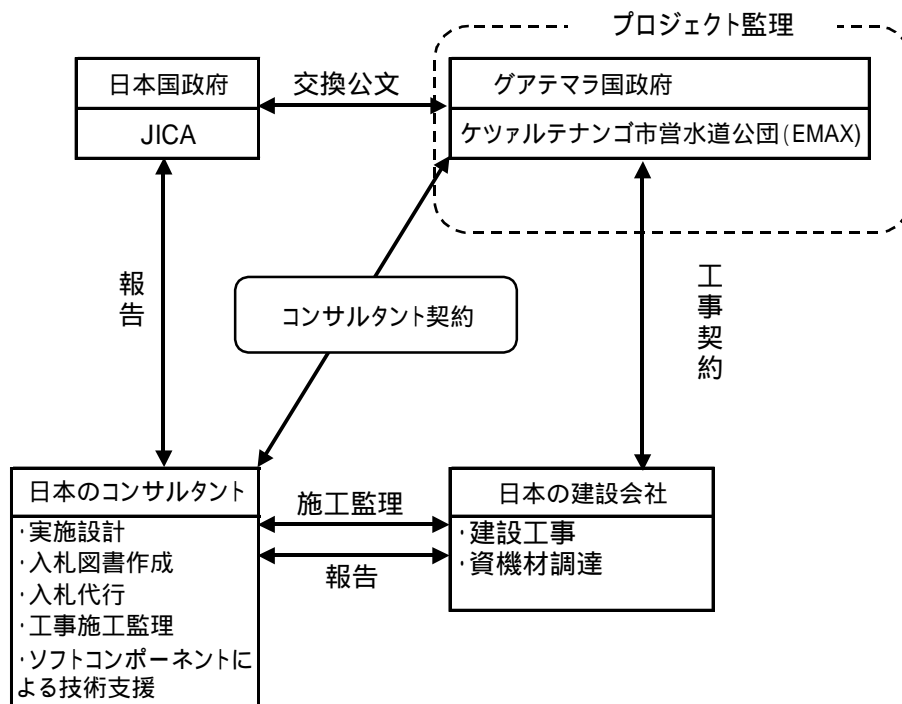 プロジェクト監理
日本国政府
JICA
交換公文
グアテマラ国政府
ケツァルテナンゴ市営水道公団(EMAX)
報告
コンサルタント契約
工事契約
日本のコンサルタント
・実施設計
・入札図書作成
・入札代行
・工事施工監理
・ソフトコンポーネントに
よる技術支援
施工監理
報告
日本の建設会社
・建設工事
・資機材調達